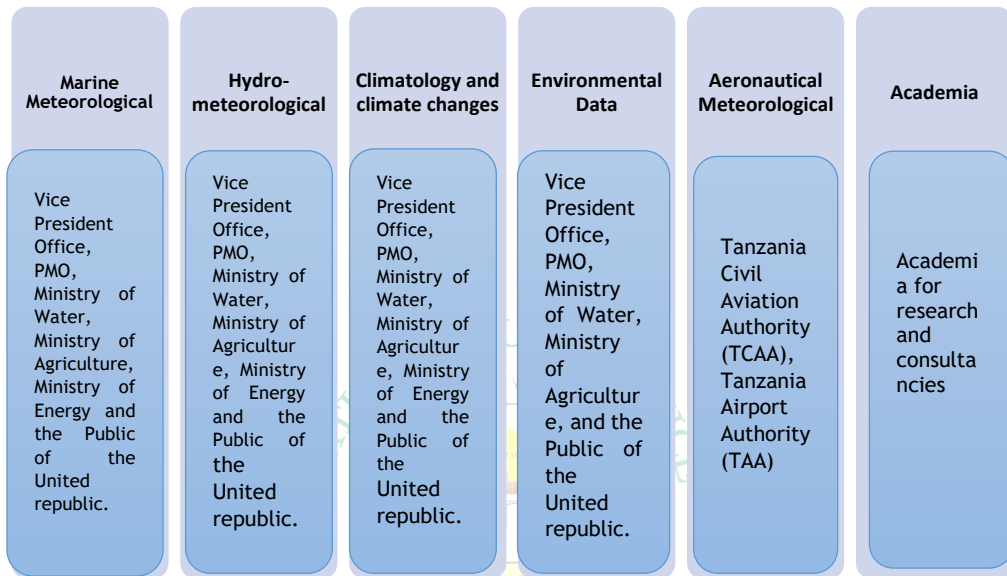 Marine
Meteorological
Hydro-
meteorological
Climatology and
climate changes
Environmental
Data
Aeronautical
Meteorological
Academia
Vice
President
Office,
PMO,
Ministry of
Water,
Ministry of
Agriculture,
Ministry of
Energy and
the Public
of the
United
republic.
Vice
President
Office,
PMO,
Ministry of
Water,
Ministry of
Agricultur
e, Ministry
of Energy
and the
Public of
the
United
republic.
Vice
President
Office,
PMO,
Ministry of
Water,
Ministry of
Agricultur
e, Ministry
of Energy
and the
Public of
the
United
republic.
Vice
President
Office,
PMO,
Ministry
of Water,
Ministry
of
Agricultur
e, and the
Public of
the
United
republic.
Tanzania
Civil
Aviation
Authority
(TCAA),
Tanzania
Airport
Authority
(TAA)
Academi
a for
research
and
consulta
ncies